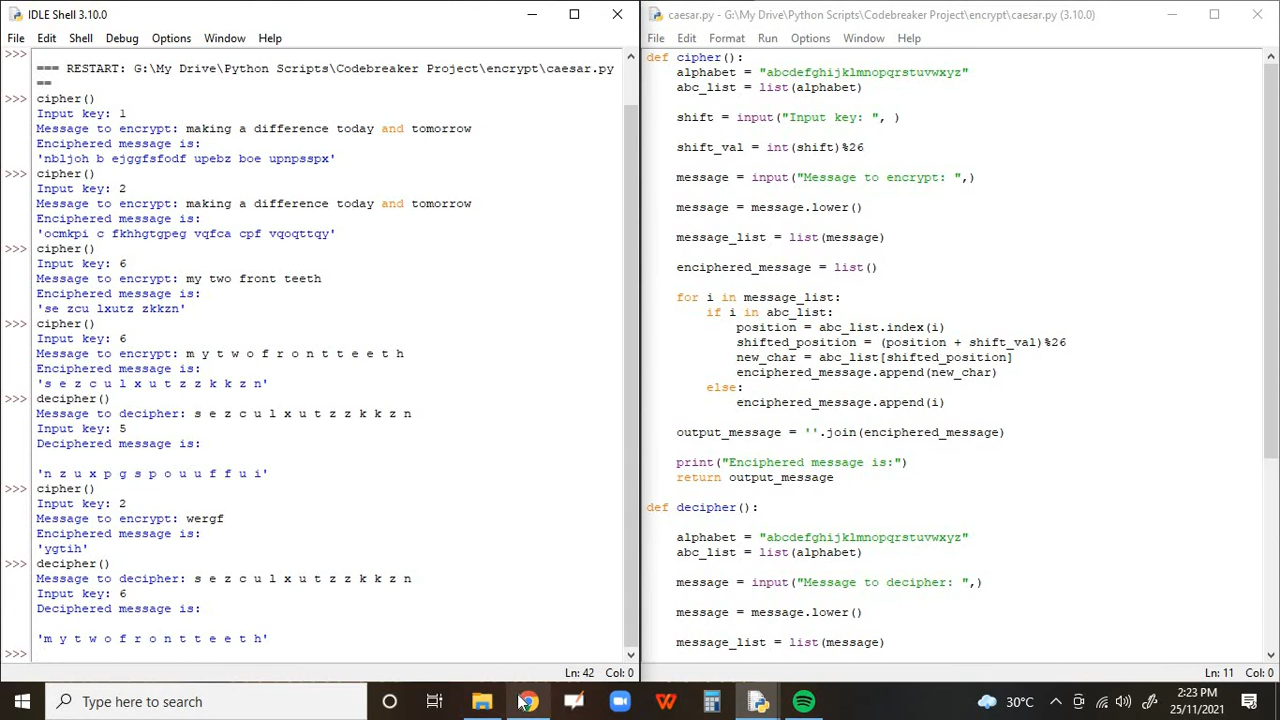 IDLE Shell 3.10.0
File Edit Shell Debug Options Window Help
>>>
=== RESTART: G:\My Drive\Python Scripts\Codebreaker Project\encrypt\caesar.py
==
>>> cipher()
Input key: 1
Message to encrypt: making a difference today and tomorrow
Enciphered message is:
'nbljoh b ejggfsfodf upebz boe upnpsspx'
>>> cipher()
Input key: 2
Message to encrypt: making a difference today and tomorrow
Enciphered message is:
'ocmkpi c fkhhgtgpeg vqfca cpf vqoqttqy'
>>> cipher()
Input key: 6
Message to encrypt: my two front teeth
Enciphered message is:
'se zcu lxutz zkkzn'
>>> cipher()
Input key: 6
Message to encrypt: m y t w o f r o n t t e e t h
Enciphered message is:
's e z c u l x u t z z k k z n'
>>> decipher()
Message to decipher: s e z c u l x u t z z k k z n
Input key: 5
Deciphered message is:
'n z u x p g s p o u u f f u i'
>>> cipher()
Input key: 2
Message to encrypt: wergf
Enciphered message is:
'ygtih'
>>> decipher()
Message to decipher: s e z c u l x u t z z k k z n
Input key: 6
Deciphered message is:
'm y t w o f r o n t t e e t h'
>>>
Ln: 42 Col: 0
caesar.py - G:\My Drive\Python Scripts\Codebreaker Project\encrypt\caesar.py (3.10.0)
File Edit Format Run Options Window Help
def cipher():
alphabet = "abcdefghijklmnopqrstuvwxyz"
abc_list = list(alphabet)
shift = input("Input key: ", )
shift_val = int(shift)%26
message = input("Message to encrypt: ",)
message = message.lower()
message_list = list(message)
enciphered_message = list()
for i in message_list:
if i in abc_list:
position = abc_list.index(i)
shifted_position = (position + shift_val)%26
new_char = abc_list[shifted_position]
enciphered_message.append(new_char)
else:
enciphered_message.append(i)
output_message = ''.join(enciphered_message)
print("Enciphered message is:")
return output_message
def decipher():
alphabet = "abcdefghijklmnopqrstuvwxyz"
abc_list = list(alphabet)
message = input("Message to decipher: ",)
message = message.lower()
message_list = list(message)
Ln: 11 Col: 0
Type here to search
30°C
2:23 PM
25/11/2021